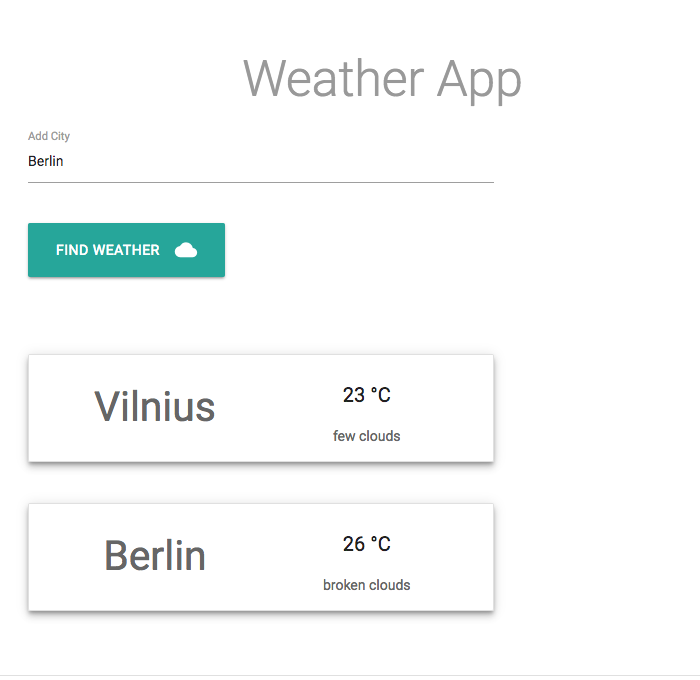 Weather App
Add City
Berlin
FIND WEATHER
Vilnius
23 °C
few clouds
Berlin
26 °C
broken clouds